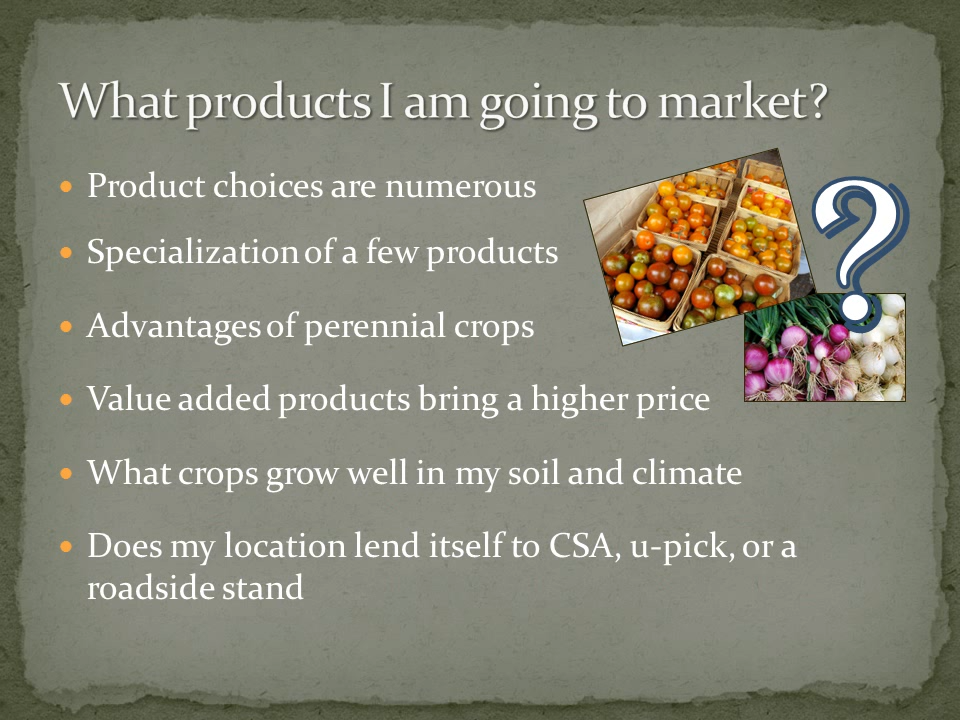 What products I am going to market?
• Product choices are numerous
• Specialization of a few products
• Advantages of perennial crops
• Value added products bring a higher price
• What crops grow well in my soil and climate
• Does my location lend itself to CSA, u-pick, or a
roadside stand
?